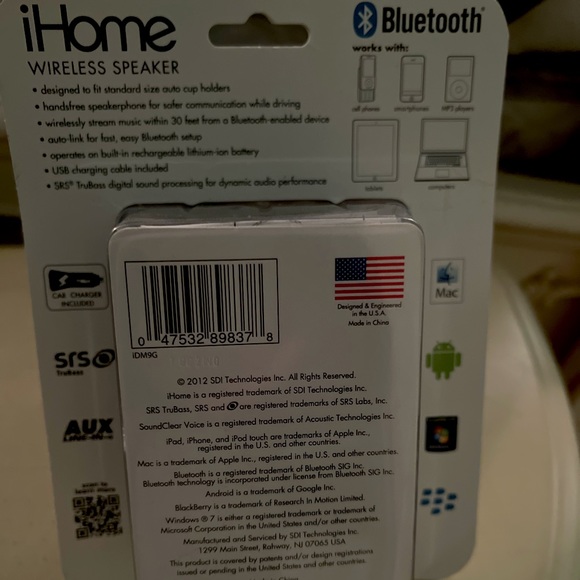 iHome
WIRELESS SPEAKER
• designed to fit standard size auto cup holders
• handsfree speakerphone for safer communication while driving
• wirelessly stream music within 30 feet from a Bluetooth-enabled device
• auto-link for fast, easy Bluetooth setup
• operates on built-in rechargeable lithium-ion battery
• USB charging cable included
• SRS® TruBass digital sound processing for dynamic audio performance
Bluetooth®
works with:
cell phones smartphones MP3 players
tablets computers
CAR CHARGER
INCLUDED
SRS
TruBass
AUX
LINE-IN
scan to
learn more
0 47532 89837 8
iDM9G
Designed & Engineered
in the U.S.A.
Made in China
© 2012 SDI Technologies Inc. All Rights Reserved.
iHome is a registered trademark of SDI Technologies Inc.
SRS TruBass, SRS and are registered trademarks of SRS Labs, Inc.
SoundClear Voice is a trademark of Acoustic Technologies Inc.
iPad, iPhone, and iPod touch are trademarks of Apple Inc.,
registered in the U.S. and other countries.
Mac is a trademark of Apple Inc., registered in the U.S. and other countries.
Bluetooth is a registered trademark of Bluetooth SIG Inc.
Bluetooth technology is incorporated under license from Bluetooth SIG Inc.
Android is a trademark of Google Inc.
BlackBerry is a trademark of Research In Motion Limited.
Windows ® 7 is either a registered trademark or trademark of
Microsoft Corporation in the United States and/or other countries.
Manufactured and Serviced by SDI Technologies Inc.
1299 Main Street, Rahway, NJ 07065 USA
This product is covered by patents and/or design registrations
issued or pending in the United States and other countries.
Mac